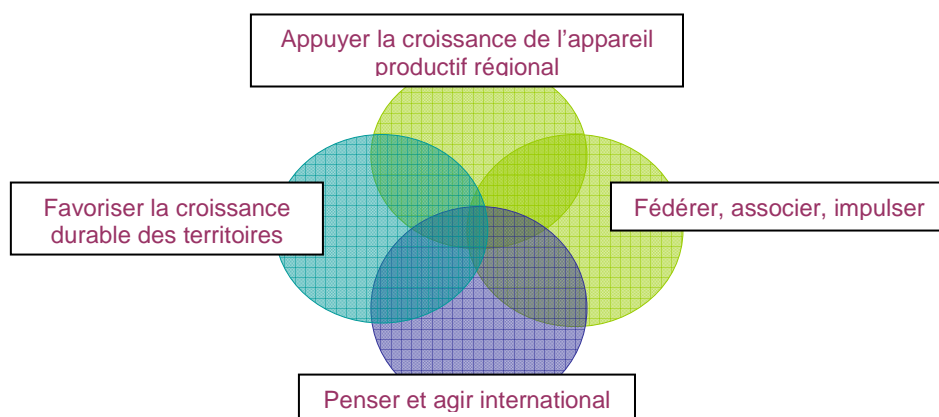 Appuyer la croissance de l’appareil
productif régional
Favoriser la croissance
durable des territoires
Fédérer, associer, impulser
Penser et agir international